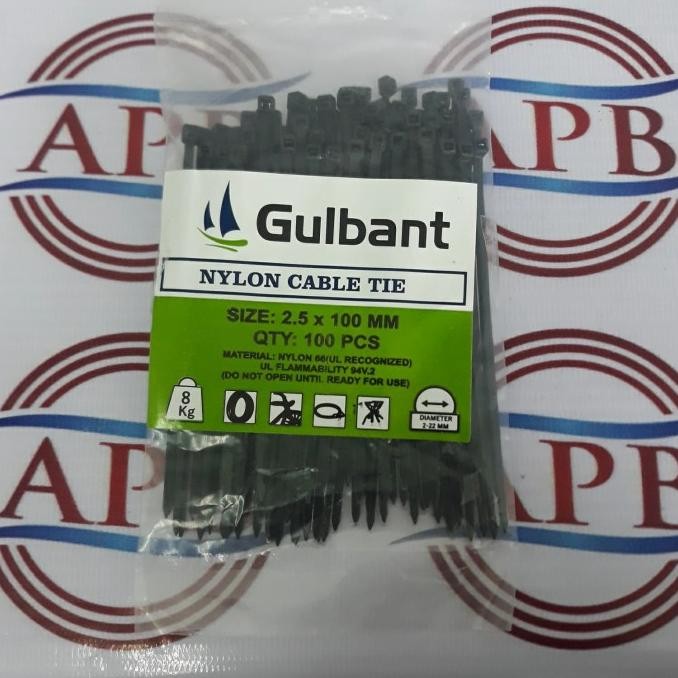 APB
APB
Gulbant
NYLON CABLE TIE
SIZE: 2.5 x 100 MM
QTY: 100 PCS
MATERIAL: NYLON 66(UL RECOGNIZED)
UL FLAMMABILITY 94V.2
(DO NOT OPEN UNTIL READY FOR USE)
8
Kg
DIAMETER
2-22 MM
AP
APB